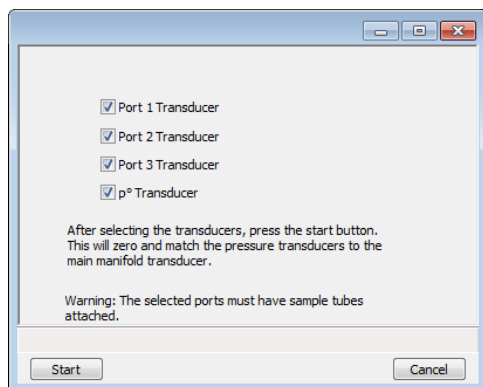 Port 1 Transducer
Port 2 Transducer
Port 3 Transducer
p° Transducer
After selecting the transducers, press the start button.
This will zero and match the pressure transducers to the
main manifold transducer.
Warning: The selected ports must have sample tubes
attached.
Start
Cancel